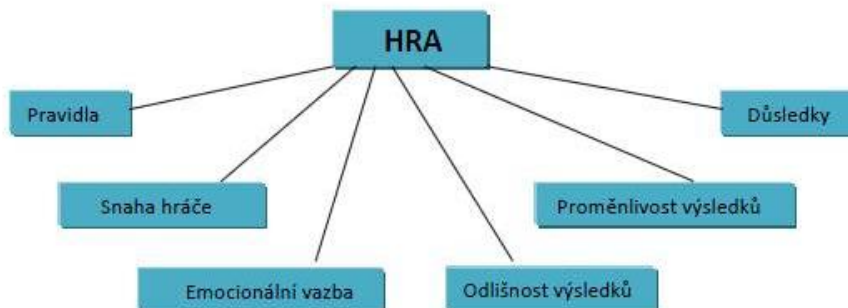 HRA
Pravidla
Důsledky
Snaha hráče
Proměnlivost výsledků
Emocionální vazba
Odlišnost výsledků